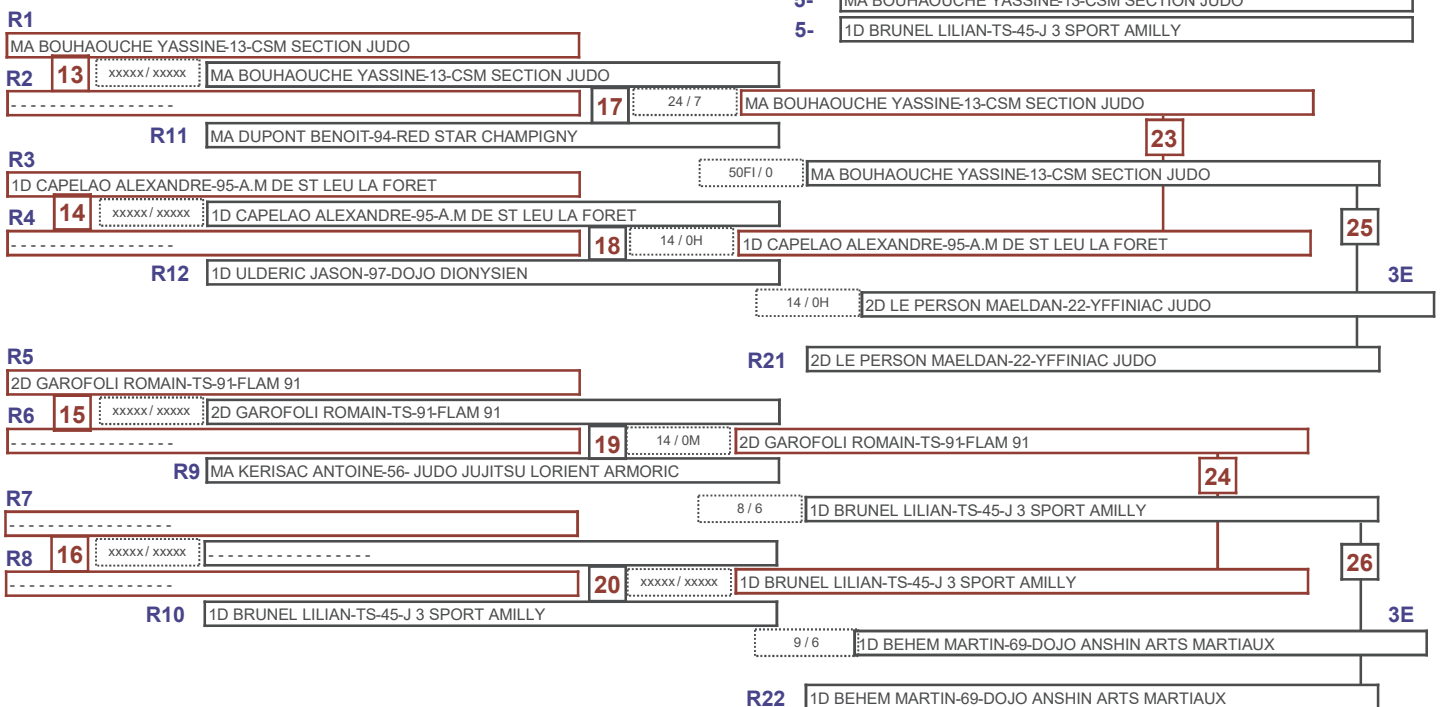 5- MA BOUHAOUCHE YASSINE-13-CSM SECTION JUDO
R1
5- 1D BRUNEL LILIAN-TS-45-J 3 SPORT AMILLY
MA BOUHAOUCHE YASSINE-13-CSM SECTION JUDO
R2 13 xxxxx / xxxxx MA BOUHAOUCHE YASSINE-13-CSM SECTION JUDO
- - - - - - - - - - - - - - - - - 17 24 / 7 MA BOUHAOUCHE YASSINE-13-CSM SECTION JUDO
R11 MA DUPONT BENOIT-94-RED STAR CHAMPIGNY 23
R3
50FI / 0 MA BOUHAOUCHE YASSINE-13-CSM SECTION JUDO
1D CAPELAO ALEXANDRE-95-A.M DE ST LEU LA FORET
R4 14 xxxxx / xxxxx 1D CAPELAO ALEXANDRE-95-A.M DE ST LEU LA FORET 25
- - - - - - - - - - - - - - - - - 18 14 / 0H 1D CAPELAO ALEXANDRE-95-A.M DE ST LEU LA FORET
R12 1D ULDERIC JASON-97-DOJO DIONYSIEN 3E
14 / 0H 2D LE PERSON MAELDAN-22-YFFINIAC JUDO
R5 R21 2D LE PERSON MAELDAN-22-YFFINIAC JUDO
2D GAROFOLI ROMAIN-TS-91-FLAM 91
R6 15 xxxxx / xxxxx 2D GAROFOLI ROMAIN-TS-91-FLAM 91
- - - - - - - - - - - - - - - - - 19 14 / 0M 2D GAROFOLI ROMAIN-TS-91-FLAM 91
R9 MA KERISAC ANTOINE-56- JUDO JUJITSU LORIENT ARMORIC 24
R7
8 / 6 1D BRUNEL LILIAN-TS-45-J 3 SPORT AMILLY
- - - - - - - - - - - - - - - - -
R8 16 xxxxx / xxxxx - - - - - - - - - - - - - - - - - 26
- - - - - - - - - - - - - - - - - 20 xxxxx / xxxxx 1D BRUNEL LILIAN-TS-45-J 3 SPORT AMILLY
R10 1D BRUNEL LILIAN-TS-45-J 3 SPORT AMILLY 3E
9 / 6 1D BEHEM MARTIN-69-DOJO ANSHIN ARTS MARTIAUX
R22 1D BEHEM MARTIN-69-DOJO ANSHIN ARTS MARTIAUX